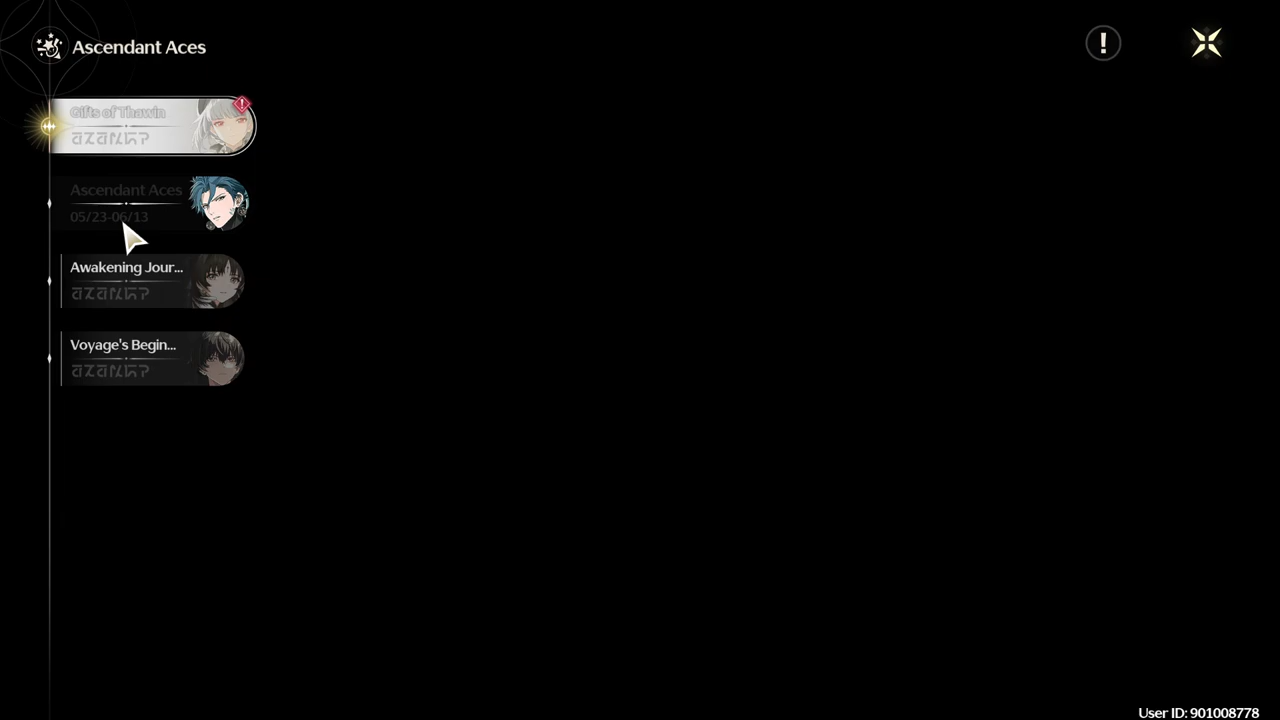 Ascendant Aces
Gifts of Thawin
Ascendant Aces
05/23-06/13
Awakening Jour...
Voyage's Begin...
User ID: 901008778